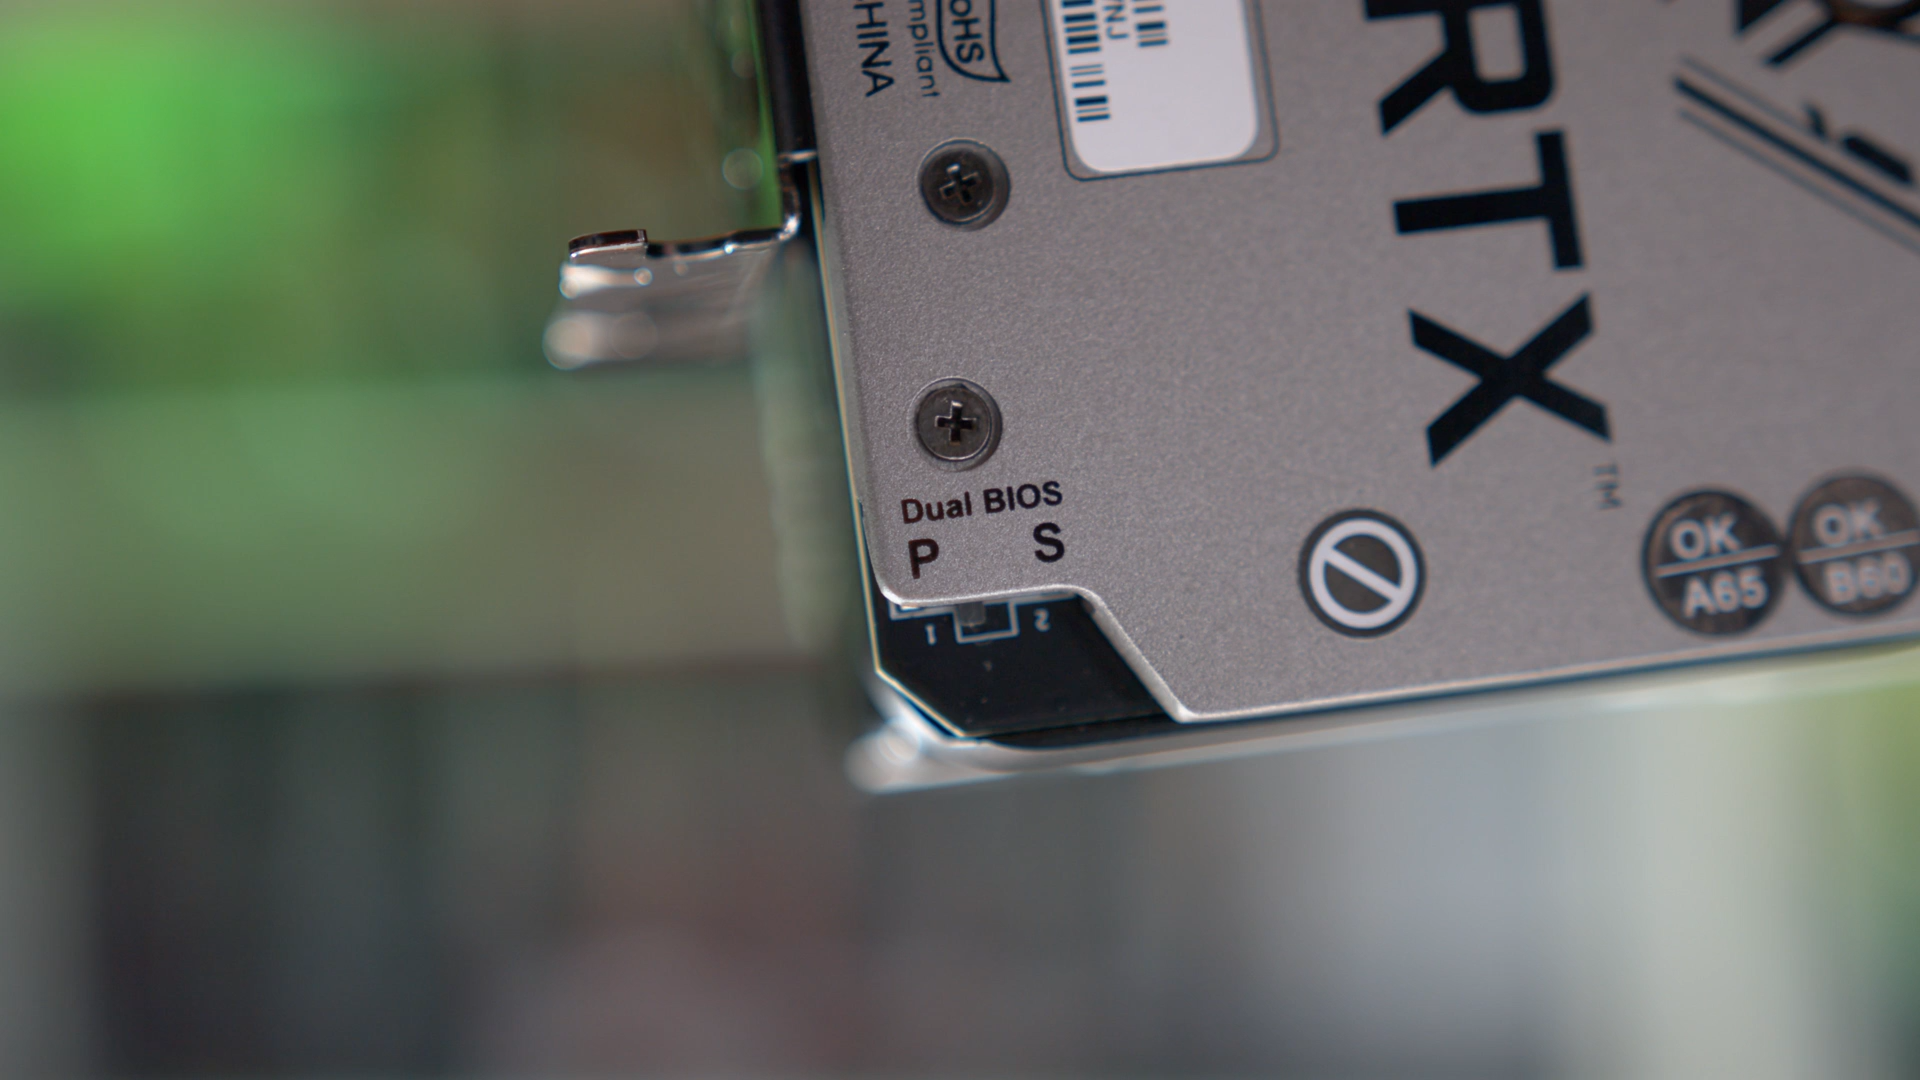 CHINA
RoHS
Compliant
RTX
TM
Dual BIOS
P S
1 2
OK
A65
OK
B60